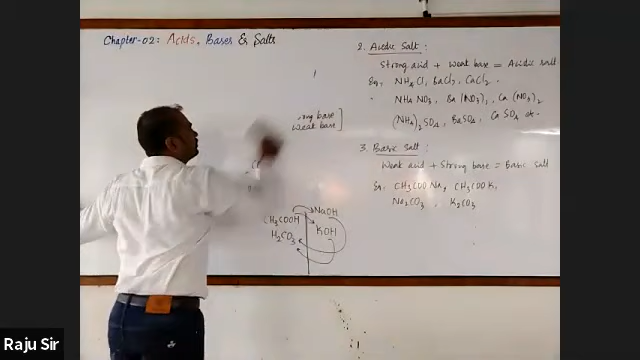 Chapter-02: Acids, Bases & Salts
ong base
Weak base
CH3COOH
NaOH
H2CO3
KOH
2. Acidic Salt :
Strong acid + Weak base = Acidic salt
Eg. NH4Cl, BaCl2, CaCl2.
NH4NO3, Ba(NO3)2, Ca(NO3)2
(NH4)2SO4, BaSO4, CaSO4 etc.
3. Basic Salt :
Weak acid + Strong base = Basic salt
Eg: CH3COONa, CH3COOK,
Na2CO3, K2CO3
Raju Sir